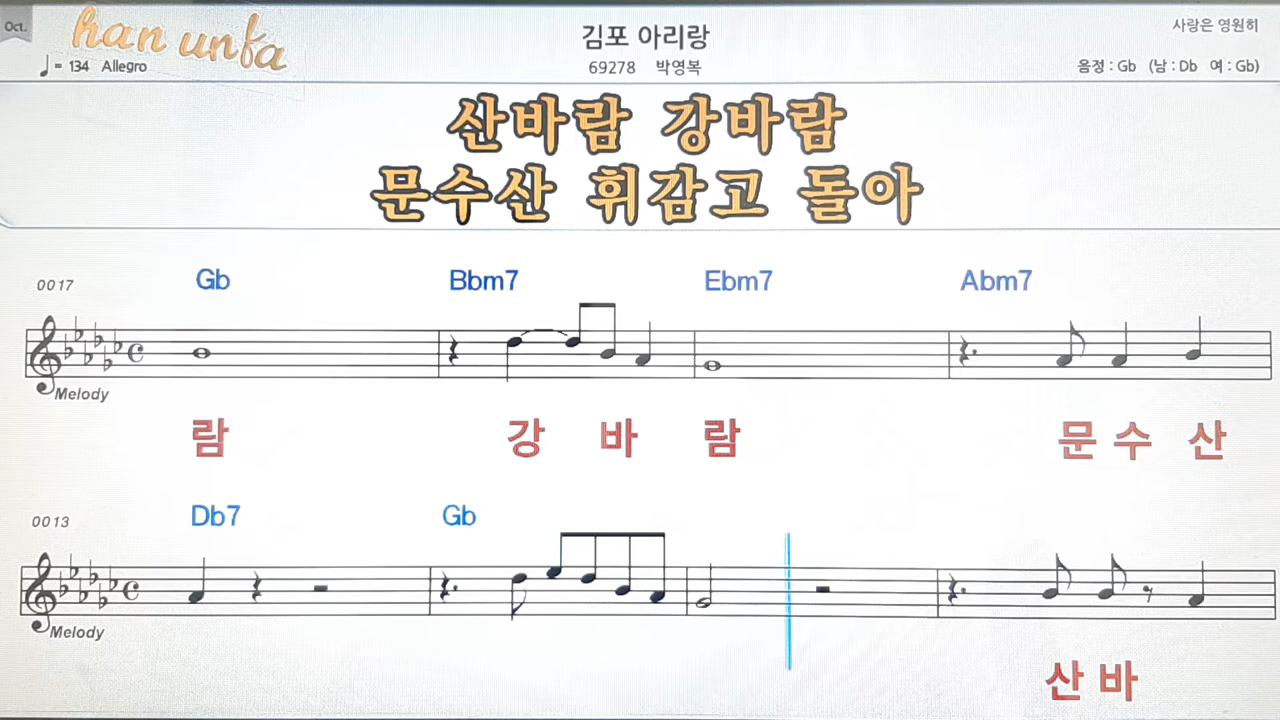 Oct.
han unfa
김포 아리랑
사랑은 영원히
♩= 134 Allegro
69278 박영복
음정 : Gb (남 : Db 여 : Gb)
산바람 강바람
문수산 휘감고 돌아
0017
Gb Bbm7 Ebm7 Abm7
Melody
람 강 바 람 문 수 산
0013
Db7 Gb
Melody
산 바